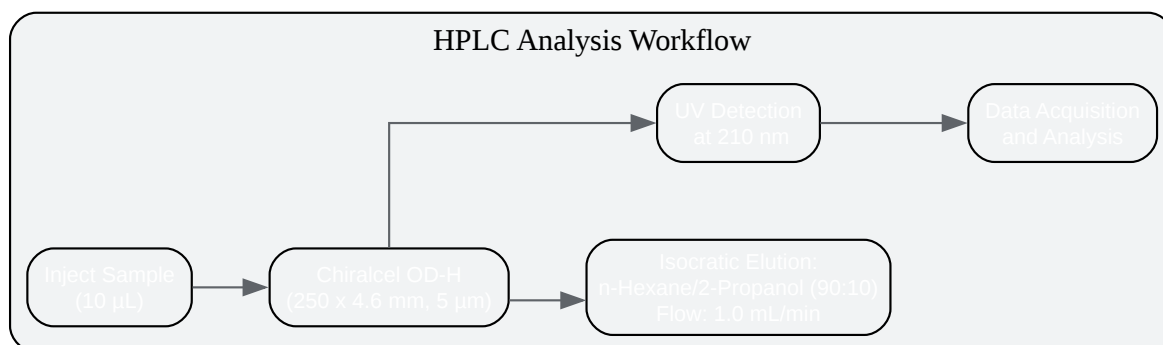 HPLC Analysis Workflow
UV Detection
at 210 nm
Data Acquisition
and Analysis
Inject Sample
(10 µL)
Chiralcel OD-H
(250 x 4.6 mm, 5 µm)
Isocratic Elution:
n-Hexane/2-Propanol (90:10)
Flow: 1.0 mL/min